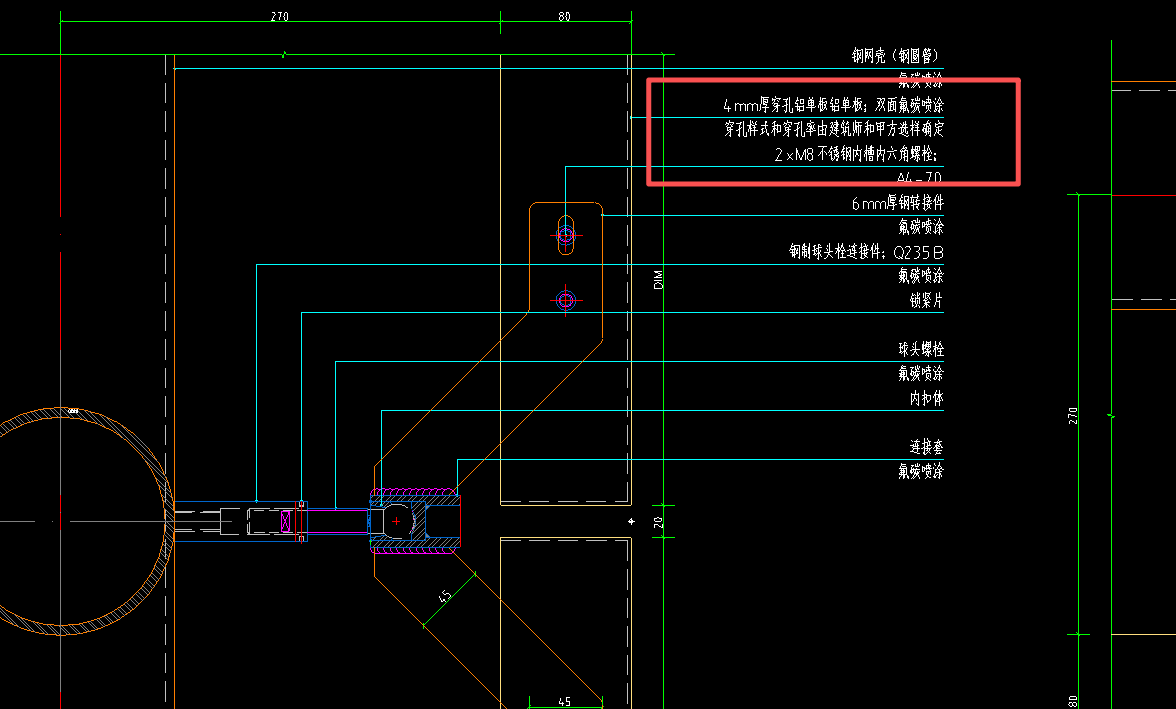 270
80
钢网壳（钢圆管）
氟碳喷涂
4mm厚穿孔铝单板铝单板；双面氟碳喷涂
穿孔样式和穿孔率由建筑师和甲方选样确定
2×M8不锈钢内槽内六角螺栓；
A4-70
6mm厚钢转接件
氟碳喷涂
钢制球头栓连接件；Q235B
氟碳喷涂
锁紧片
DIM
球头螺栓
氟碳喷涂
内扣体
270
连接套
氟碳喷涂
20
45
45
80